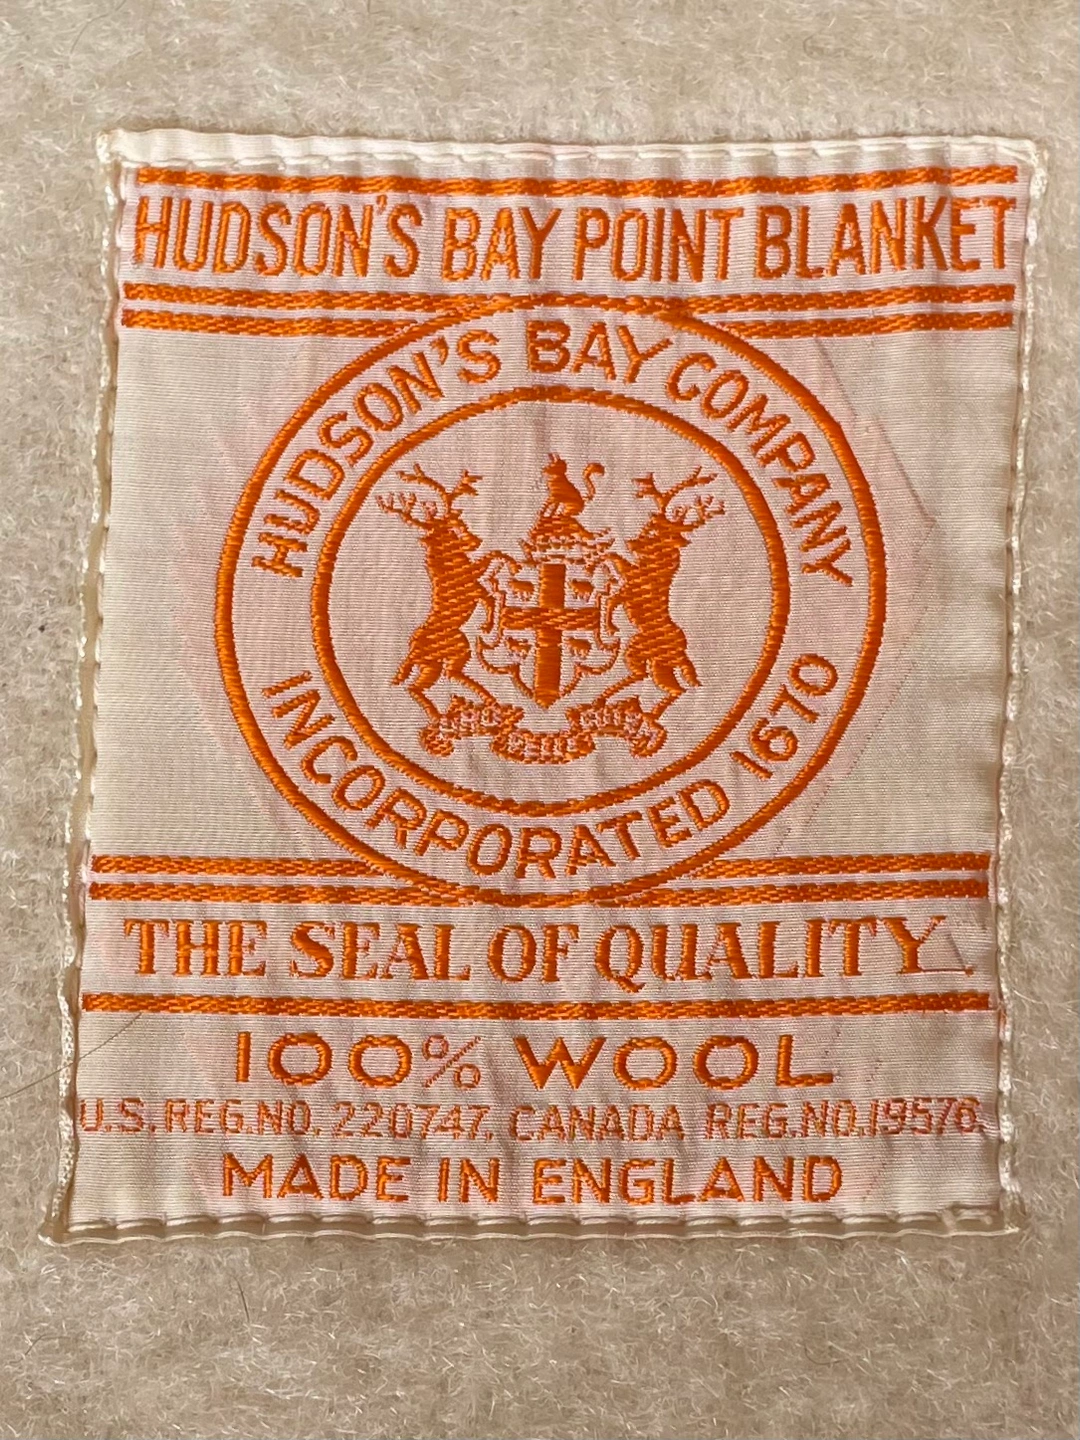 HUDSON'S BAY POINT BLANKET
HUDSON'S BAY COMPANY
INCORPORATED 1670
THE SEAL OF QUALITY
100% WOOL
U.S. REG. NO. 220747, CANADA REG. NO. 19576,
MADE IN ENGLAND